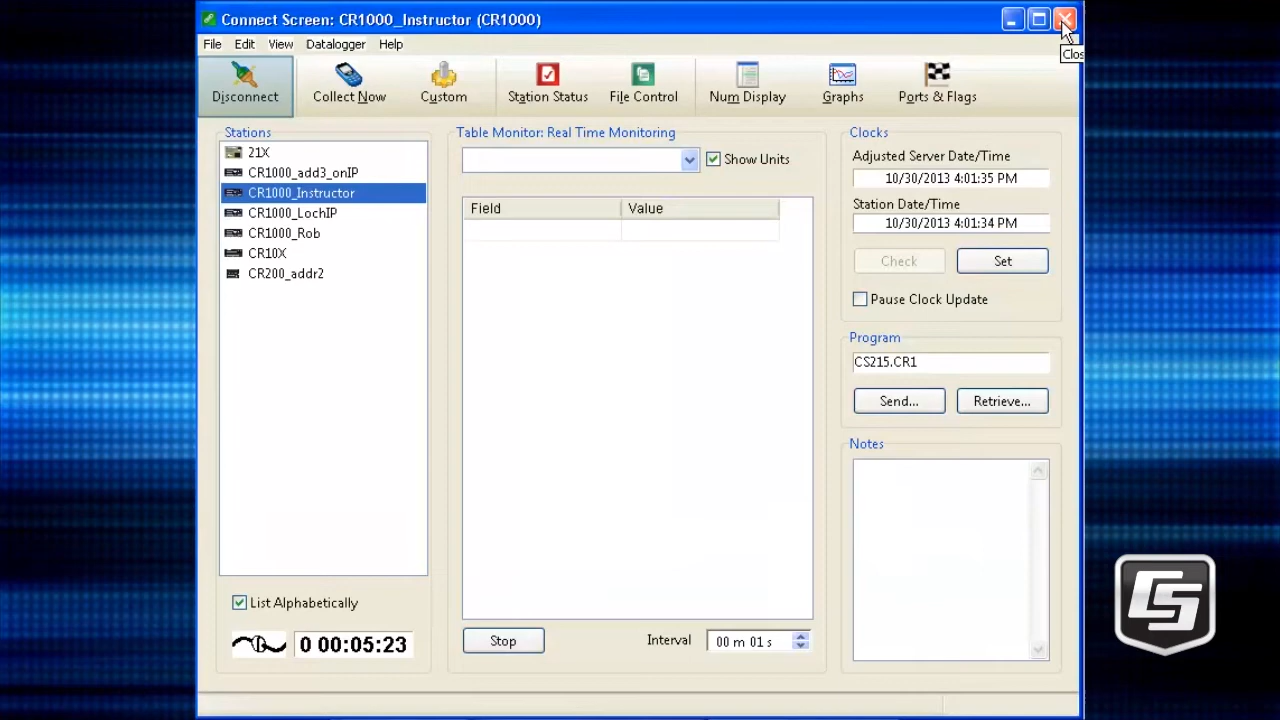 Connect Screen: CR1000_Instructor (CR1000)
File Edit View Datalogger Help
Disconnect Collect Now Custom Station Status File Control Num Display Graphs Ports & Flags
Stations
21X
CR1000_add3_onIP
CR1000_Instructor
CR1000_LochIP
CR1000_Rob
CR10X
CR200_addr2
List Alphabetically
0 00:05:23
Table Monitor: Real Time Monitoring
Show Units
Field Value
Stop Interval 00 m 01 s
Clocks
Adjusted Server Date/Time
10/30/2013 4:01:35 PM
Station Date/Time
10/30/2013 4:01:34 PM
Check Set
Pause Clock Update
Program
CS215.CR1
Send... Retrieve...
Notes
Clos
CS